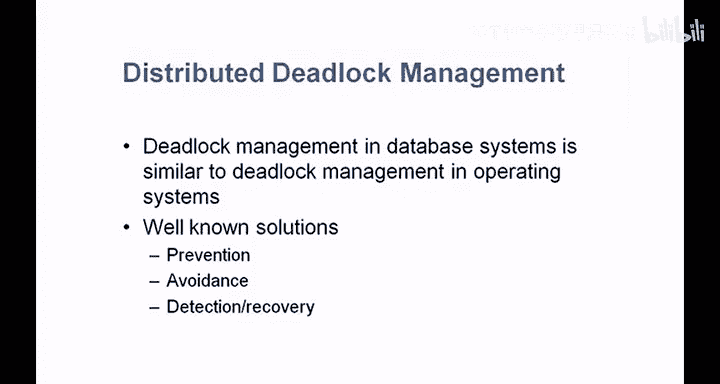 bilibili
Distributed Deadlock Management
• Deadlock management in database systems is
similar to deadlock management in operating
systems
• Well known solutions
– Prevention
– Avoidance
– Detection/recovery